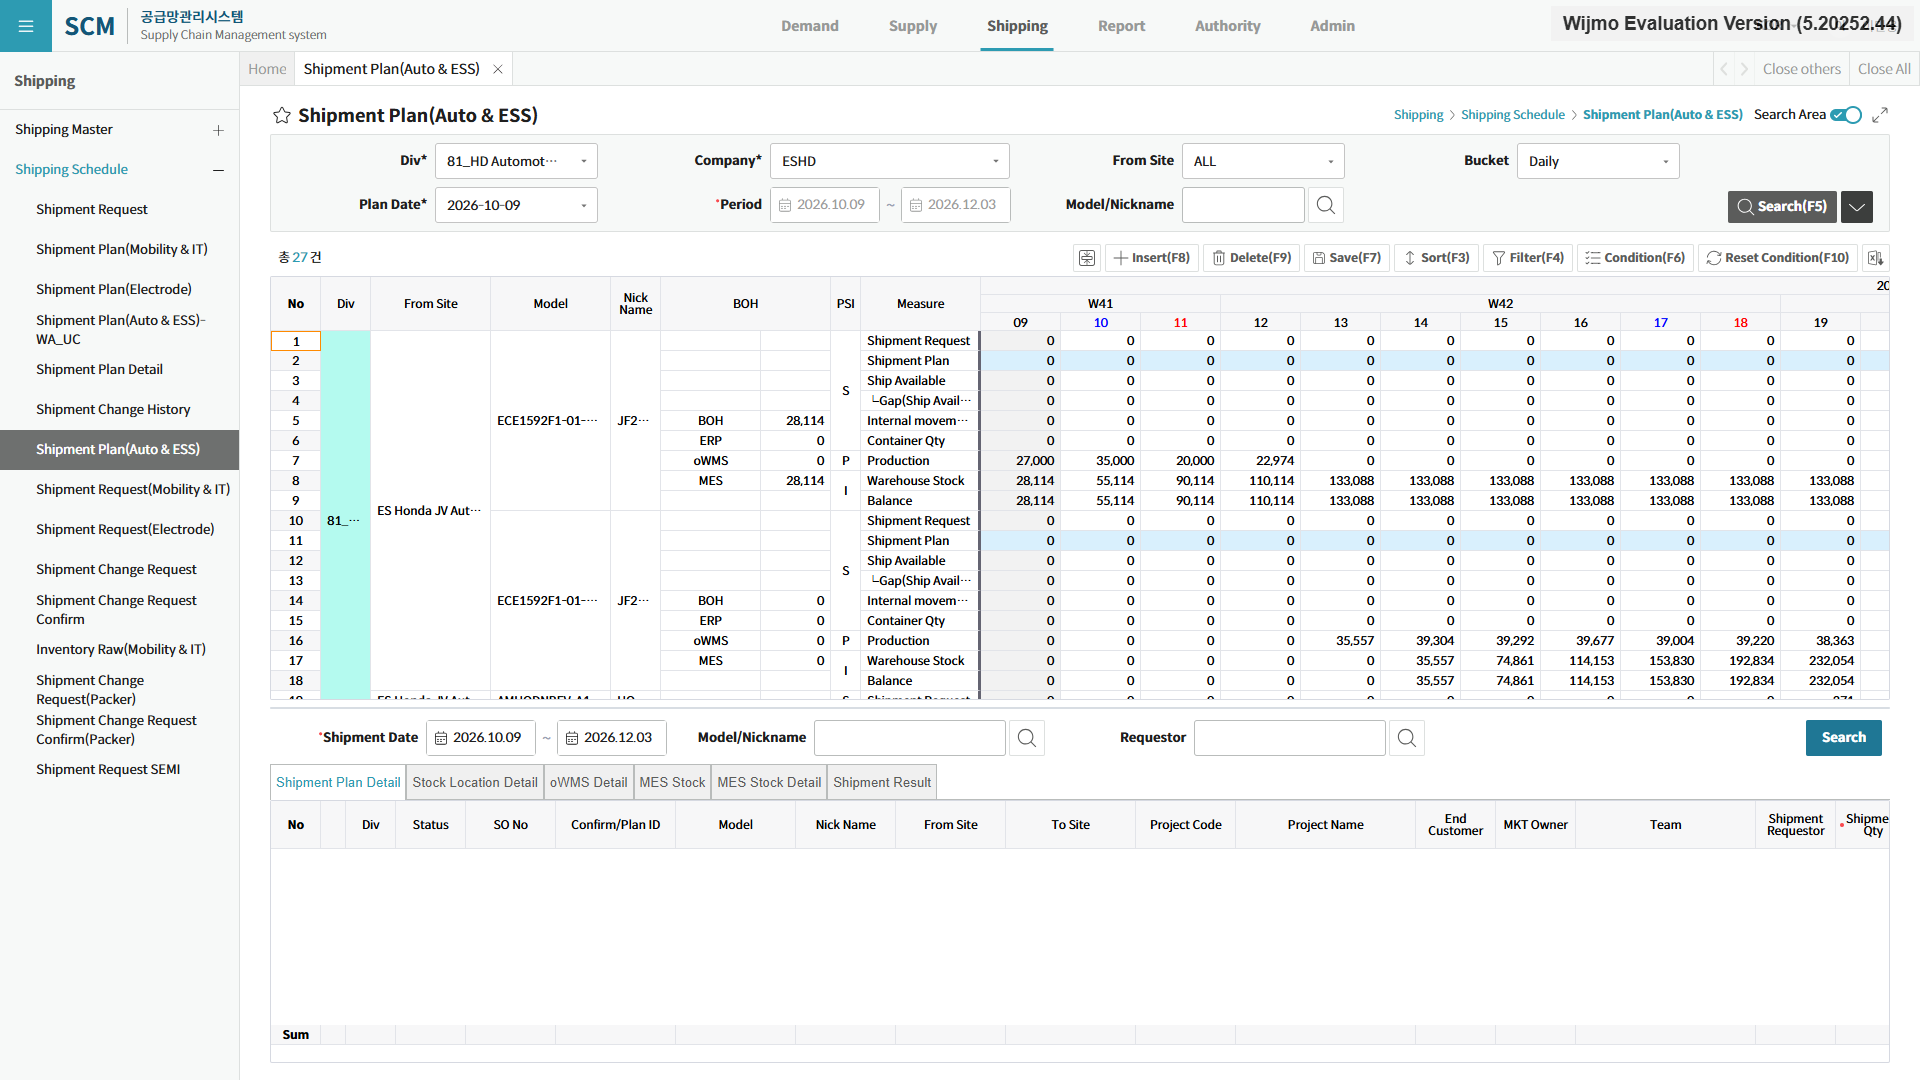 SCM
공급망관리시스템
Supply Chain Management system
Demand
Supply
Shipping
Report
Authority
Admin
Wijmo Evaluation Version (5.20252.44)
Shipping
Shipping Master
Shipping Schedule
Shipment Request
Shipment Plan(Mobility & IT)
Shipment Plan(Electrode)
Shipment Plan(Auto & ESS)-
WA_UC
Shipment Plan Detail
Shipment Change History
Shipment Plan(Auto & ESS)
Shipment Request(Mobility & IT)
Shipment Request(Electrode)
Shipment Change Request
Shipment Change Request
Confirm
Inventory Raw(Mobility & IT)
Shipment Change
Request(Packer)
Shipment Change Request
Confirm(Packer)
Shipment Request SEMI
Home
Shipment Plan(Auto & ESS)
Close others
Close All
Shipment Plan(Auto & ESS)
Shipping > Shipping Schedule > Shipment Plan(Auto & ESS)
Search Area
Div* 81_HD Automot···
Company* ESHD
From Site ALL
Bucket Daily
Plan Date* 2026-10-09
*Period 2026.10.09 ~ 2026.12.03
Model/Nickname
Search(F5)
총 27 건
Insert(F8)
Delete(F9)
Save(F7)
Sort(F3)
Filter(F4)
Condition(F6)
Reset Condition(F10)
No Div From Site Model Nick Name BOH PSI Measure
20
W41 W42
09 10 11 12 13 14 15 16 17 18 19
1 Shipment Request 0 0 0 0 0 0 0 0 0 0 0
2 Shipment Plan 0 0 0 0 0 0 0 0 0 0 0
3 Ship Available 0 0 0 0 0 0 0 0 0 0 0
4 S └Gap(Ship Avail··· 0 0 0 0 0 0 0 0 0 0 0
5 ECE1592F1-01-··· JF2··· BOH 28,114 Internal movem··· 0 0 0 0 0 0 0 0 0 0 0
6 ERP 0 Container Qty 0 0 0 0 0 0 0 0 0 0 0
7 oWMS 0 P Production 27,000 35,000 20,000 22,974 0 0 0 0 0 0 0
8 MES 28,114 I Warehouse Stock 28,114 55,114 90,114 110,114 133,088 133,088 133,088 133,088 133,088 133,088 133,088
9 Balance 28,114 55,114 90,114 110,114 133,088 133,088 133,088 133,088 133,088 133,088 133,088
10 81_··· ES Honda JV Aut··· Shipment Request 0 0 0 0 0 0 0 0 0 0 0
11 Shipment Plan 0 0 0 0 0 0 0 0 0 0 0
12 Ship Available 0 0 0 0 0 0 0 0 0 0 0
13 S └Gap(Ship Avail··· 0 0 0 0 0 0 0 0 0 0 0
14 ECE1592F1-01-··· JF2··· BOH 0 Internal movem··· 0 0 0 0 0 0 0 0 0 0 0
15 ERP 0 Container Qty 0 0 0 0 0 0 0 0 0 0 0
16 oWMS 0 P Production 0 0 0 0 35,557 39,304 39,292 39,677 39,004 39,220 38,363
17 MES 0 I Warehouse Stock 0 0 0 0 0 35,557 74,861 114,153 153,830 192,834 232,054
18 Balance 0 0 0 0 0 35,557 74,861 114,153 153,830 192,834 232,054
*Shipment Date 2026.10.09 ~ 2026.12.03
Model/Nickname
Requestor
Search
Shipment Plan Detail
Stock Location Detail
oWMS Detail
MES Stock
MES Stock Detail
Shipment Result
No Div Status SO No Confirm/Plan ID Model Nick Name From Site To Site Project Code Project Name End Customer MKT Owner Team Shipment Requestor Shipme Qty
Sum